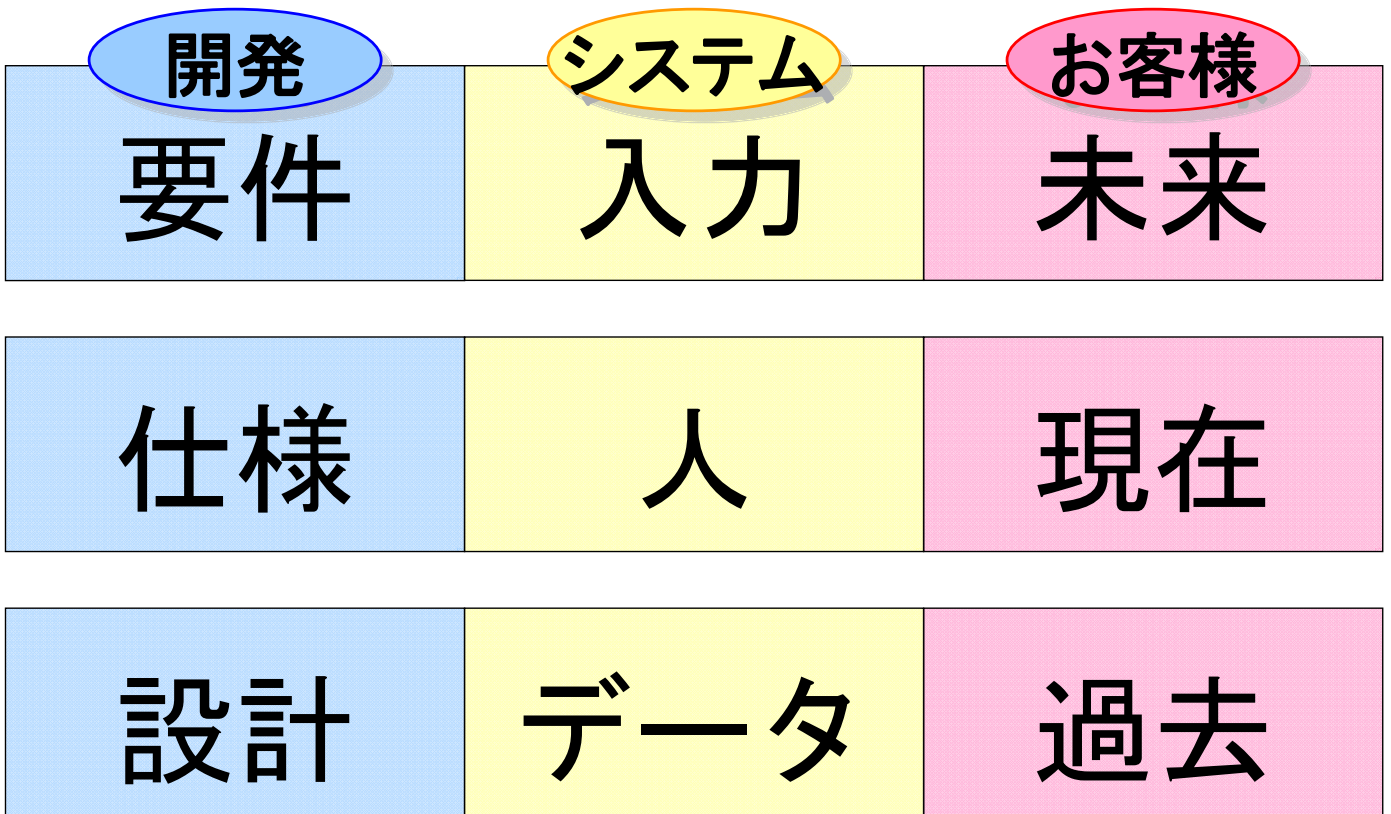 開発 システム お客様
要件 入力 未来
仕様 人 現在
設計 データ 過去